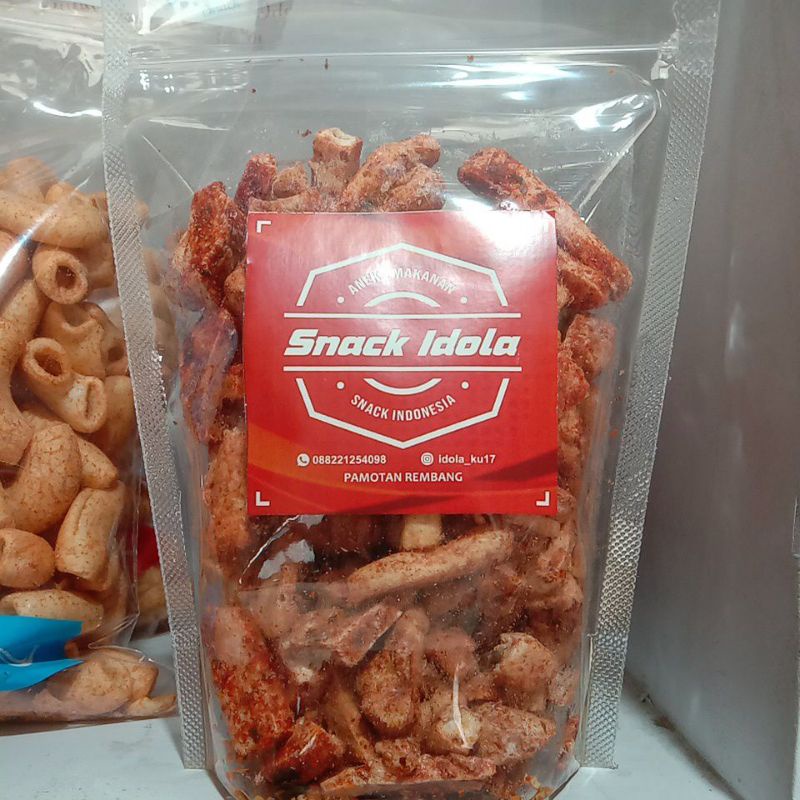 ANEKA MAKANAN
Snack Idola
SNACK INDONESIA
088221254098 idola_ku17
PAMOTAN REMBANG